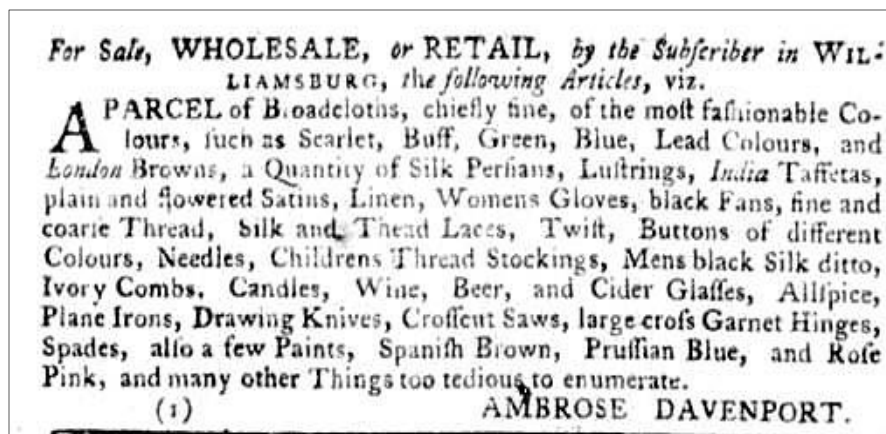 For Sale, WHOLESALE, or RETAIL, by the Subſcriber in WIL-
LIAMSBURG, the following Articles, viz.
A PARCEL of Broadcloths, chiefly fine, of the moſt faſhionable Co-
lours, ſuch as Scarlet, Buff, Green, Blue, Lead Colours, and
London Browns, a Quantity of Silk Perſians, Luſtrings, India Taffetas,
plain and flowered Satins, Linen, Womens Gloves, black Fans, fine and
coarſe Thread, Silk and Thead Laces, Twiſt, Buttons of different
Colours, Needles, Childrens Thread Stockings, Mens black Silk ditto,
Ivory Combs, Candles, Wine, Beer, and Cider Glaſſes, Allſpice,
Plane Irons, Drawing Knives, Croſſcut Saws, large croſs Garnet Hinges,
Spades, alſo a few Paints, Spaniſh Brown, Pruſſian Blue, and Roſe
Pink, and many other Things too tedious to enumerate.
(1) AMBROSE DAVENPORT.